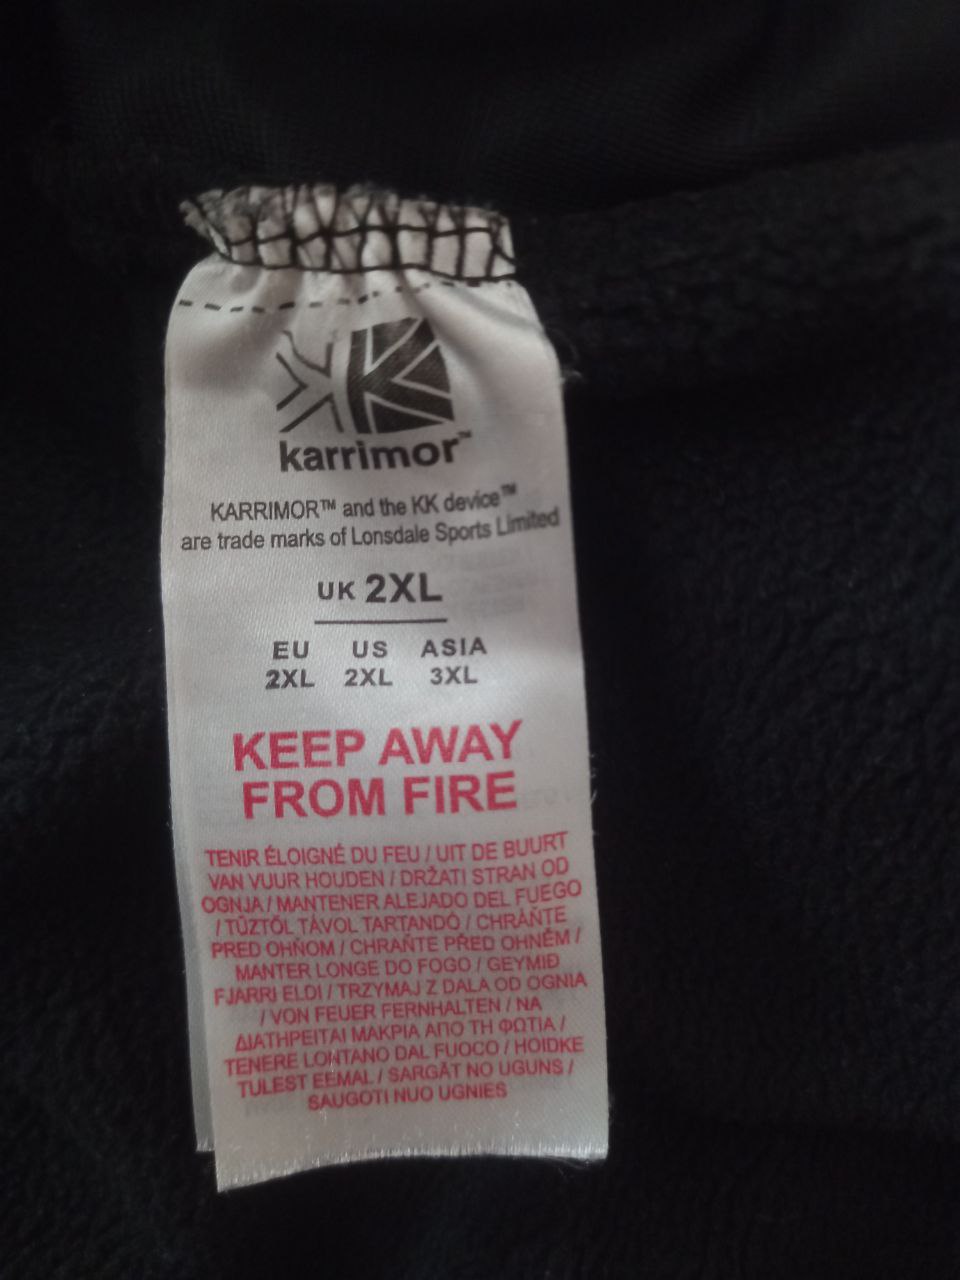 karrimor™
KARRIMOR™ and the KK device™
are trade marks of Lonsdale Sports Limited
UK 2XL
EU US ASIA
2XL 2XL 3XL
KEEP AWAY
FROM FIRE
TENIR ÉLOIGNÉ DU FEU / UIT DE BUURT
VAN VUUR HOUDEN / DRŽATI STRAN OD
OGNJA / MANTENER ALEJADO DEL FUEGO
/ TŰZTŐL TÁVOL TARTANDÓ / CHRÁŇTE
PRED OHŇOM / CHRAŇTE PŘED OHNĚM /
MANTER LONGE DO FOGO / GEYMIÐ
FJARRI ELDI / TRZYMAJ Z DALA OD OGNIA
/ VON FEUER FERNHALTEN / NA
ΔΙΑΤΗΡΕΙΤΑΙ ΜΑΚΡΙΑ ΑΠΟ ΤΗ ΦΩΤΙΑ /
TENERE LONTANO DAL FUOCO / HOIDKE
TULEST EEMAL / SARGĀT NO UGUNS /
SAUGOTI NUO UGNIES